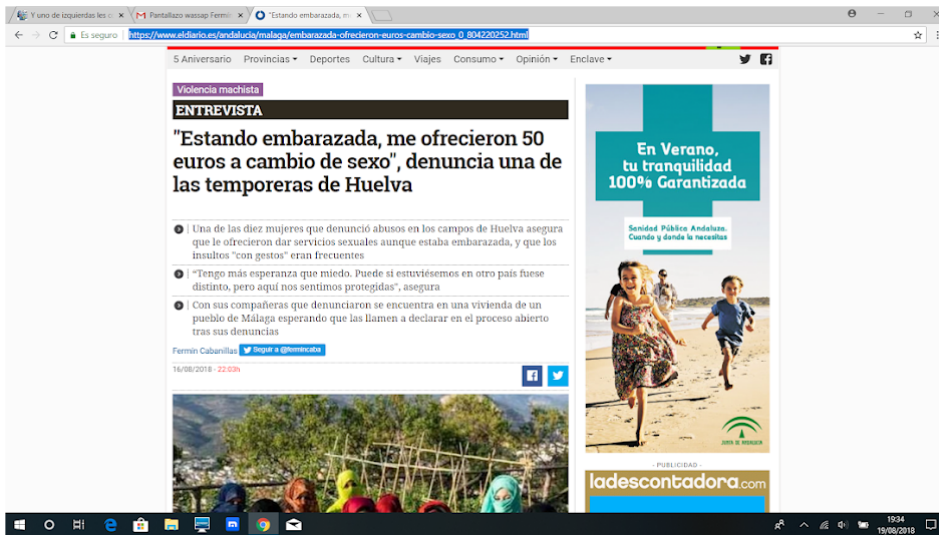 Y uno de izquierdas les
Pantallazo wassap Fermin
"Estando embarazada, m
Es seguro | https://www.eldiario.es/andalucia/malaga/embarazada-ofrecieron-euros-cambio-sexo_0_804220252.html
5 Aniversario Provincias Deportes Cultura Viajes Consumo Opinión Enclave
Violencia machista
ENTREVISTA
"Estando embarazada, me ofrecieron 50
euros a cambio de sexo", denuncia una de
las temporeras de Huelva
Una de las diez mujeres que denunció abusos en los campos de Huelva asegura
que le ofrecieron dar servicios sexuales aunque estaba embarazada, y que los
insultos "con gestos" eran frecuentes
"Tengo más esperanza que miedo. Puede si estuviésemos en otro país fuese
distinto, pero aquí nos sentimos protegidas", asegura
Con sus compañeras que denunciaron se encuentra en una vivienda de un
pueblo de Málaga esperando que las llamen a declarar en el proceso abierto
tras sus denuncias
Fermín Cabanillas Seguir a @fermincaba
16/08/2018 - 22:03h
En Verano,
tu tranquilidad
100% Garantizada
Sanidad Pública Andaluza.
Cuando y donde la necesitas
JUNTA DE ANDALUCIA
- PUBLICIDAD -
ladescontadora.com
19:34
19/08/2018